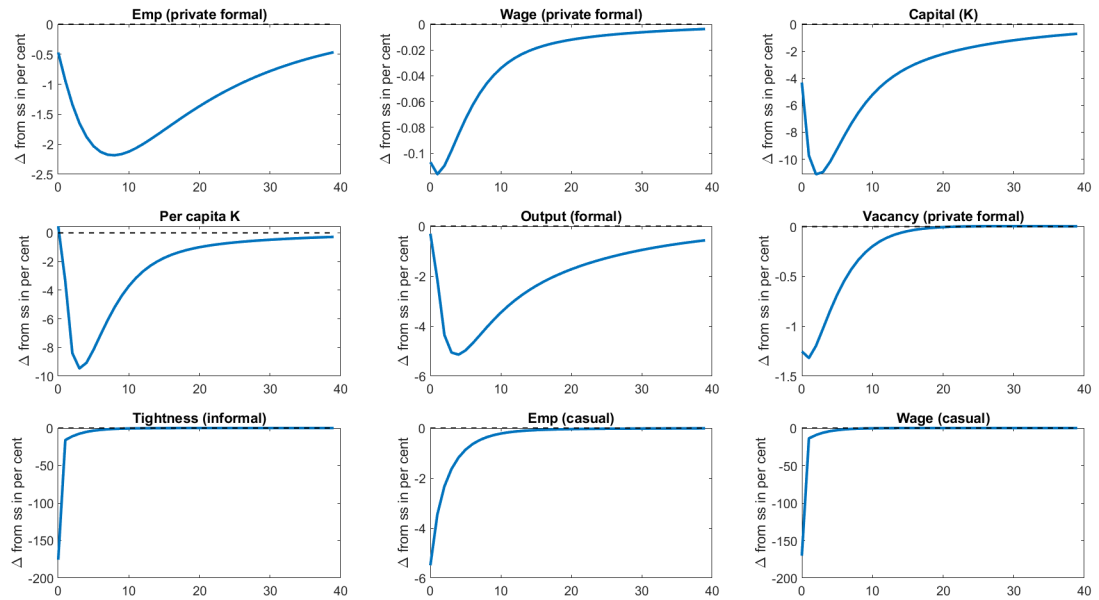 Emp (private formal)
Δ from ss in per cent
0
-0.5
-1
-1.5
-2
-2.5
0 10 20 30 40
Wage (private formal)
Δ from ss in per cent
0
-0.02
-0.04
-0.06
-0.08
-0.1
0 10 20 30 40
Capital (K)
Δ from ss in per cent
0
-2
-4
-6
-8
-10
0 10 20 30 40
Per capita K
Δ from ss in per cent
0
-2
-4
-6
-8
-10
0 10 20 30 40
Output (formal)
Δ from ss in per cent
0
-2
-4
-6
0 10 20 30 40
Vacancy (private formal)
Δ from ss in per cent
0
-0.5
-1
-1.5
0 10 20 30 40
Tightness (informal)
Δ from ss in per cent
0
-50
-100
-150
-200
0 10 20 30 40
Emp (casual)
Δ from ss in per cent
0
-2
-4
-6
0 10 20 30 40
Wage (casual)
Δ from ss in per cent
0
-50
-100
-150
-200
0 10 20 30 40